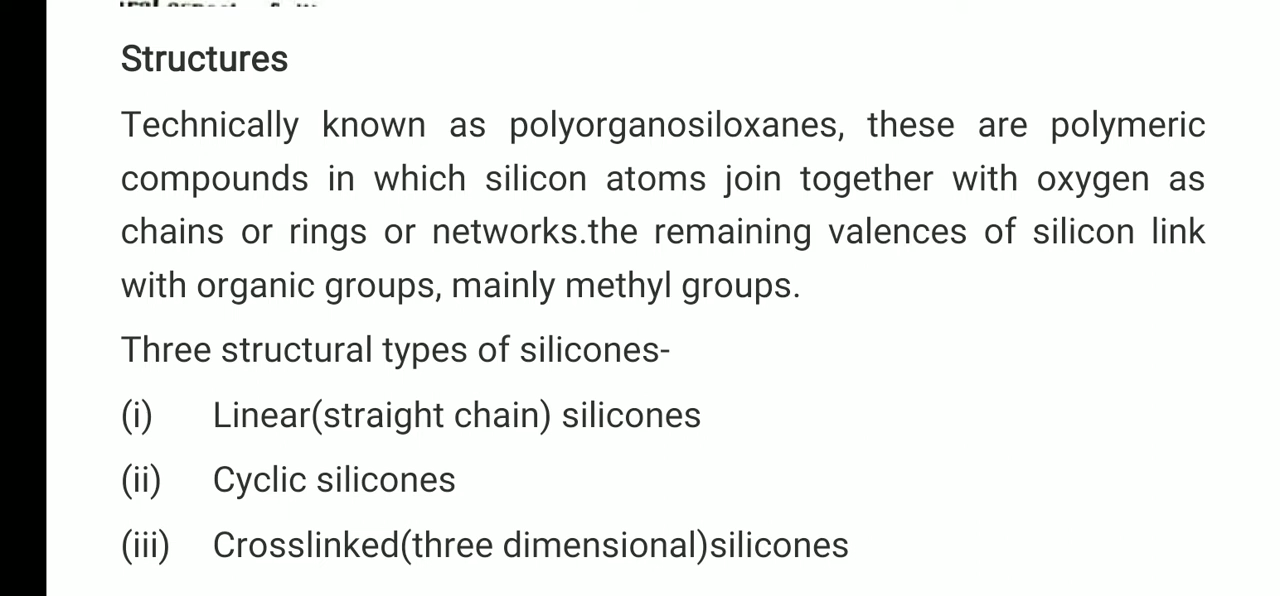 Structures
Technically known as polyorganosiloxanes, these are polymeric
compounds in which silicon atoms join together with oxygen as
chains or rings or networks.the remaining valences of silicon link
with organic groups, mainly methyl groups.
Three structural types of silicones-
(i) Linear(straight chain) silicones
(ii) Cyclic silicones
(iii) Crosslinked(three dimensional)silicones